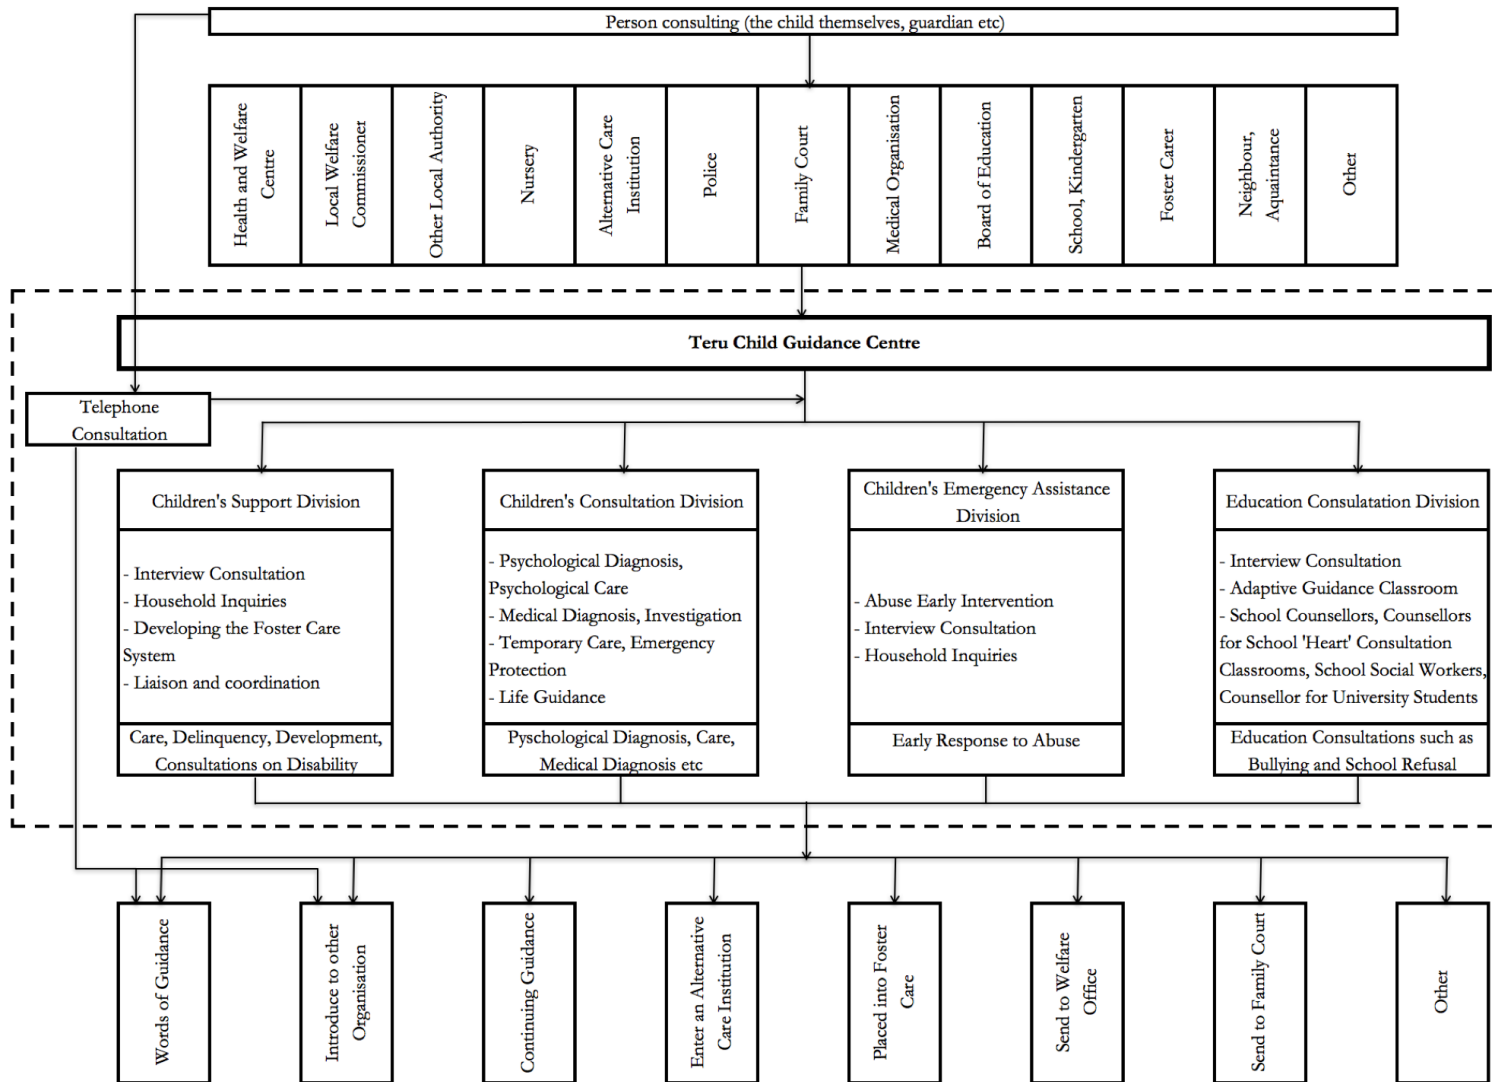 Person consulting (the child themselves, guardian etc)
Health and Welfare
Centre
Local Welfare
Commissioner
Other Local Authority
Nursery
Alternative Care
Institution
Police
Family Court
Medical Organisation
Board of Education
School, Kindergarten
Foster Carer
Neighbour,
Aquaintance
Other
Teru Child Guidance Centre
Telephone
Consultation
Children's Support Division
- Interview Consultation
- Household Inquiries
- Developing the Foster Care
System
- Liaison and coordination
Care, Delinquency, Development,
Consultations on Disability
Children's Consultation Division
- Psychological Diagnosis,
Psychological Care
- Medical Diagnosis, Investigation
- Temporary Care, Emergency
Protection
- Life Guidance
Pyschological Diagnosis, Care,
Medical Diagnosis etc
Children's Emergency Assistance
Division
- Abuse Early Intervention
- Interview Consultation
- Household Inquiries
Early Response to Abuse
Education Consulatation Division
- Interview Consultation
- Adaptive Guidance Classroom
- School Counsellors, Counsellors
for School 'Heart' Consultation
Classrooms, School Social Workers,
Counsellor for University Students
Education Consultations such as
Bullying and School Refusal
Words of Guidance
Introduce to other
Organisation
Continuing Guidance
Enter an Alternative
Care Institution
Placed into Foster
Care
Send to Welfare
Office
Send to Family Court
Other